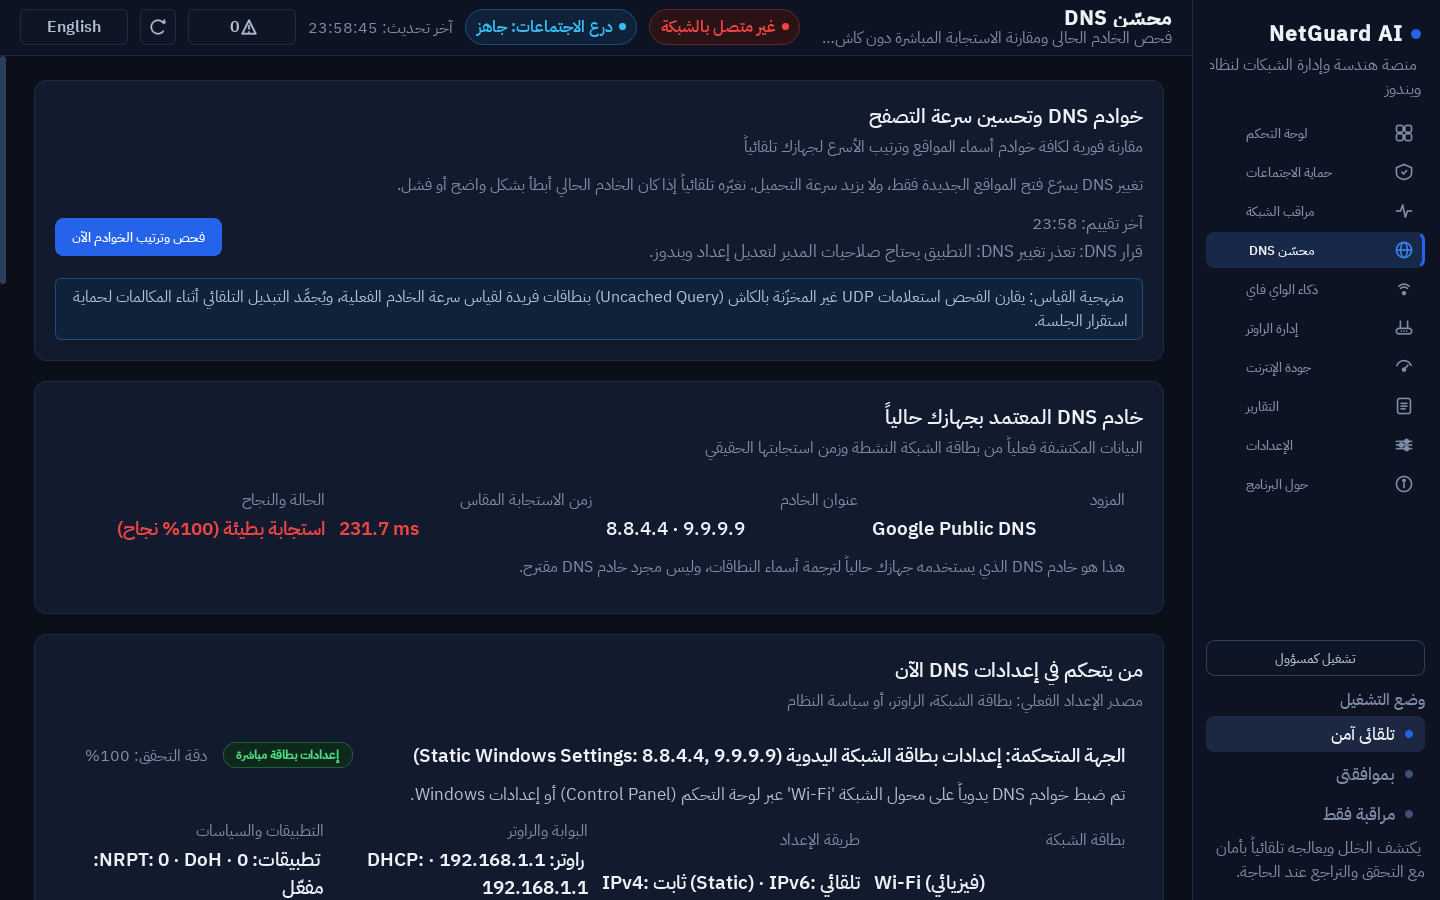 NetGuard AI
منصة هندسة وإدارة الشبكات لنظام
ويندوز
لوحة التحكم
حماية الاجتماعات
مراقب الشبكة
محسّن DNS
ذكاء الواي فاي
إدارة الراوتر
جودة الإنترنت
التقارير
الإعدادات
حول البرنامج
تشغيل كمسؤول
وضع التشغيل
تلقائي آمن
بموافقتي
مراقبة فقط
يكتشف الخلل ويعالجه تلقائياً بأمان
مع التحقق والتراجع عند الحاجة.
محسّن DNS
فحص الخادم الحالي ومقارنة الاستجابة المباشرة دون كاش...
غير متصل بالشبكة
درع الاجتماعات: جاهز
آخر تحديث: 23:58:45
0
English
خوادم DNS وتحسين سرعة التصفح
مقارنة فورية لكافة خوادم أسماء المواقع وترتيب الأسرع لجهازك تلقائياً
تغيير DNS يسرّع فتح المواقع الجديدة فقط، ولا يزيد سرعة التحميل. نغيّره تلقائياً إذا كان الخادم الحالي أبطأ بشكل واضح أو فشل.
آخر تقييم: 23:58
قرار DNS: تعذر تغيير DNS: التطبيق يحتاج صلاحيات المدير لتعديل إعداد ويندوز.
فحص وترتيب الخوادم الآن
منهجية القياس: يقارن الفحص استعلامات UDP غير المخزّنة بالكاش (Uncached Query) بنطاقات فريدة لقياس سرعة الخادم الفعلية، ويُجمَّد التبديل التلقائي أثناء المكالمات لحماية
استقرار الجلسة.
خادم DNS المعتمد بجهازك حالياً
البيانات المكتشفة فعلياً من بطاقة الشبكة النشطة وزمن استجابتها الحقيقي
المزود
عنوان الخادم
زمن الاستجابة المقاس
الحالة والنجاح
Google Public DNS
8.8.4.4 · 9.9.9.9
231.7 ms
استجابة بطيئة (100% نجاح)
هذا هو خادم DNS الذي يستخدمه جهازك حالياً لترجمة أسماء النطاقات، وليس مجرد خادم DNS مقترح.
من يتحكم في إعدادات DNS الآن
مصدر الإعداد الفعلي: بطاقة الشبكة، الراوتر، أو سياسة النظام
الجهة المتحكمة: إعدادات بطاقة الشبكة اليدوية (Static Windows Settings: 8.8.4.4, 9.9.9.9)
إعدادات بطاقة مباشرة
دقة التحقق: 100%
تم ضبط خوادم DNS يدوياً على محول الشبكة 'Wi-Fi' عبر لوحة التحكم (Control Panel) أو إعدادات Windows.
بطاقة الشبكة
طريقة الإعداد
البوابة والراوتر
التطبيقات والسياسات
Wi-Fi (فيزيائي)
IPv4: ثابت (Static) · IPv6: تلقائي
راوتر: 192.168.1.1 · DHCP:
192.168.1.1
تطبيقات: 0 · NRPT: 0 · DoH:
مفعّل